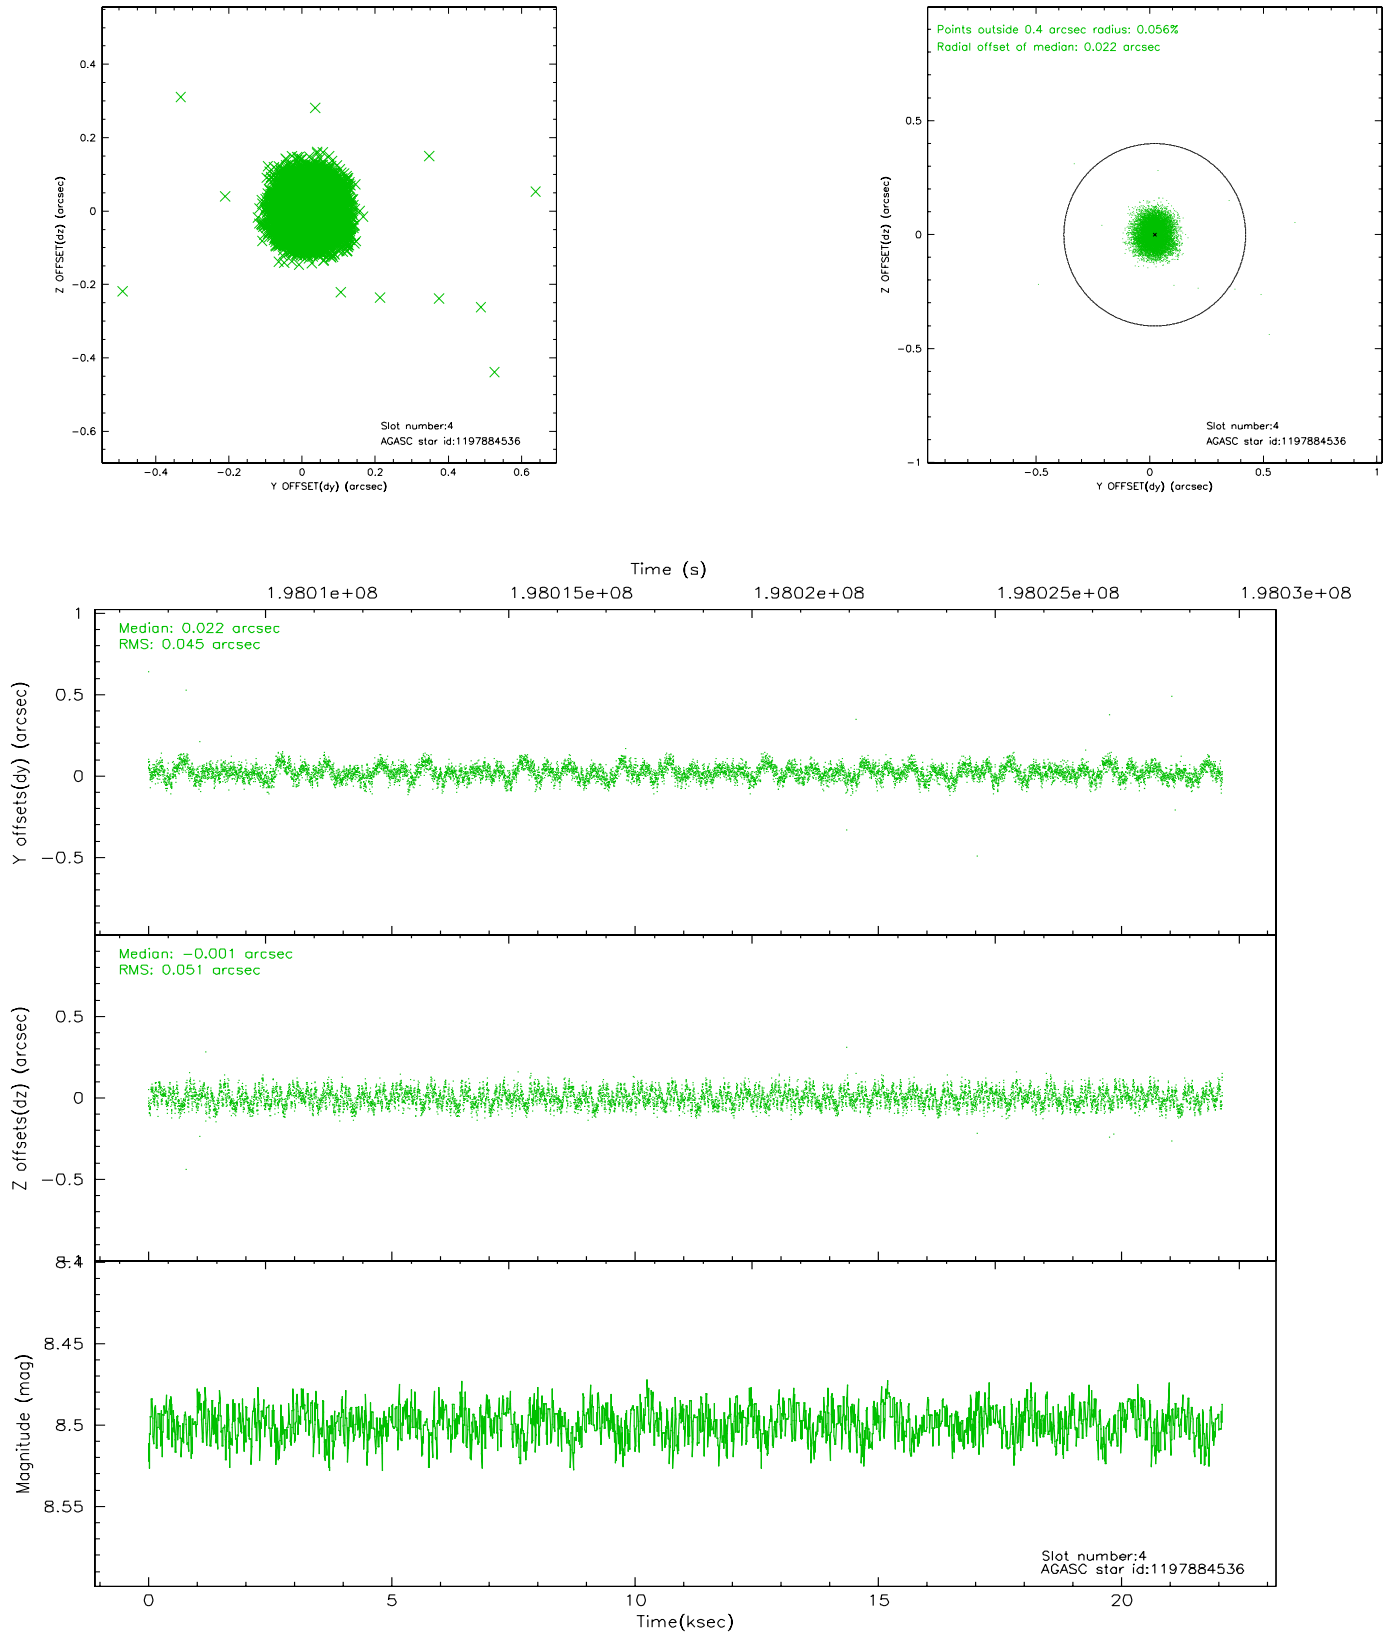 0.4
0.2
0
-0.2
-0.4
-0.6
Z OFFSET(dz) (arcsec)
Slot number:4
AGASC star id:1197884536
-0.4 -0.2 0 0.2 0.4 0.6
Y OFFSET(dy) (arcsec)
Points outside 0.4 arcsec radius: 0.056%
Radial offset of median: 0.022 arcsec
0.5
0
-0.5
-1
Z OFFSET(dz) (arcsec)
Slot number:4
AGASC star id:1197884536
-0.5 0 0.5 1
Y OFFSET(dy) (arcsec)
Time (s)
1.9801e+08 1.98015e+08 1.9802e+08 1.98025e+08 1.9803e+08
Median: 0.022 arcsec
RMS: 0.045 arcsec
1
0.5
0
-0.5
Y offsets(dy) (arcsec)
Median: -0.001 arcsec
RMS: 0.051 arcsec
0.5
0
-0.5
Z offsets(dz) (arcsec)
8.45
8.5
8.55
Magnitude (mag)
Slot number:4
AGASC star id:1197884536
0 5 10 15 20
Time(ksec)